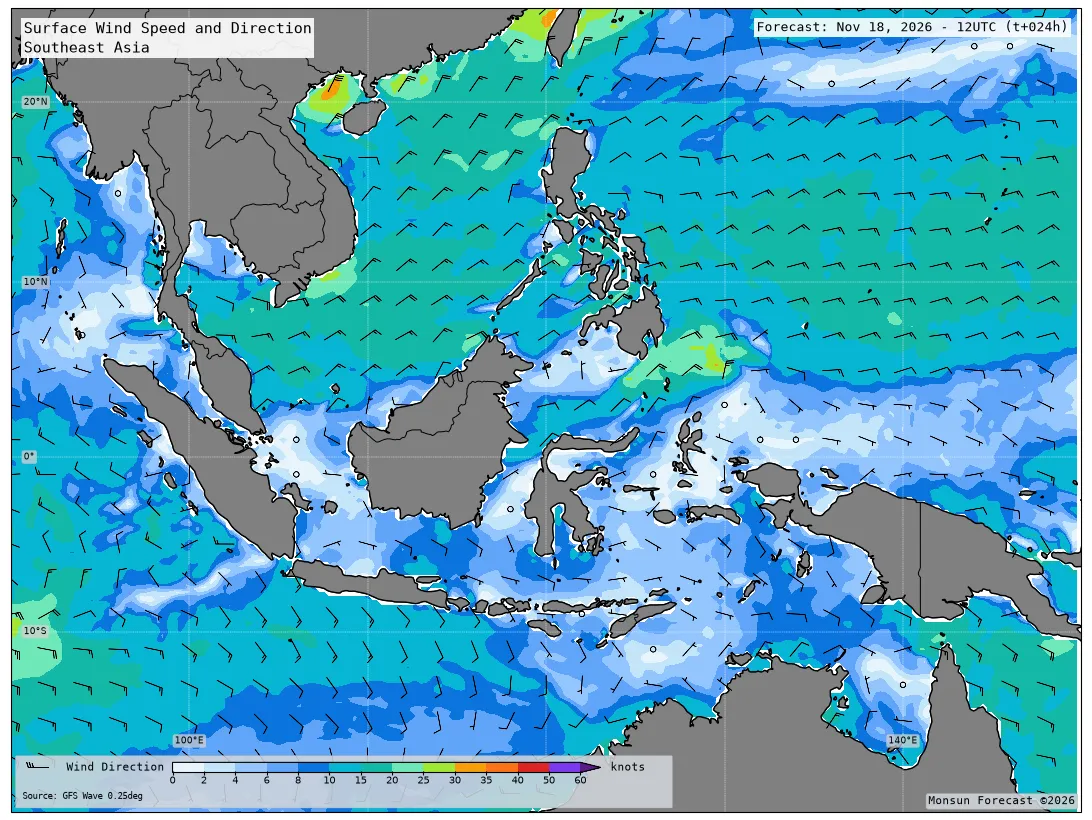 Surface Wind Speed and Direction
Southeast Asia
Forecast: Nov 18, 2026 - 12UTC (t+024h)
20°N
10°N
0°
10°S
100°E
140°E
Wind Direction
0 2 4 6 8 10 15 20 25 30 35 40 50 60
knots
Source: GFS Wave 0.25deg
Monsun Forecast ©2026